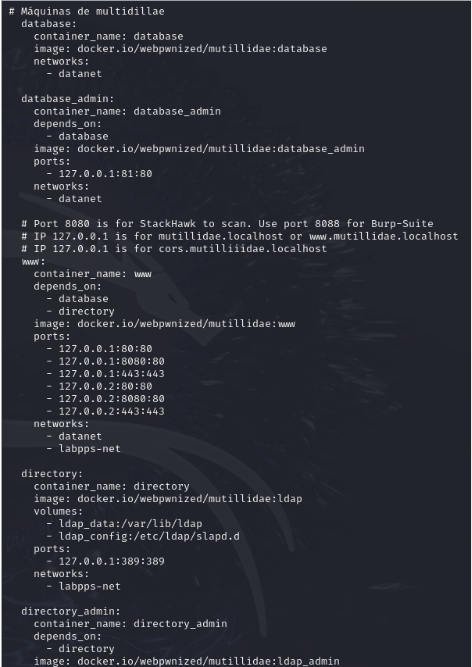 # Máquinas de multidillae
  database:
    container_name: database
    image: docker.io/webpwnized/mutillidae:database
    networks:
      - datanet

  database_admin:
    container_name: database_admin
    depends_on:
      - database
    image: docker.io/webpwnized/mutillidae:database_admin
    ports:
      - 127.0.0.1:81:80
    networks:
      - datanet

  # Port 8080 is for StackHawk to scan. Use port 8088 for Burp-Suite
  # IP 127.0.0.1 is for mutillidae.localhost or www.mutillidae.localhost
  # IP 127.0.0.1 is for cors.mutilliiidae.localhost
  www:
    container_name: www
    depends_on:
      - database
      - directory
    image: docker.io/webpwnized/mutillidae:www
    ports:
      - 127.0.0.1:80:80
      - 127.0.0.1:8080:80
      - 127.0.0.1:443:443
      - 127.0.0.2:80:80
      - 127.0.0.2:8080:80
      - 127.0.0.2:443:443
    networks:
      - datanet
      - labpps-net

  directory:
    container_name: directory
    image: docker.io/webpwnized/mutillidae:ldap
    volumes:
      - ldap_data:/var/lib/ldap
      - ldap_config:/etc/ldap/slapd.d
    ports:
      - 127.0.0.1:389:389
    networks:
      - labpps-net

  directory_admin:
    container_name: directory_admin
    depends_on:
      - directory
    image: docker.io/webpwnized/mutillidae:ldap_admin